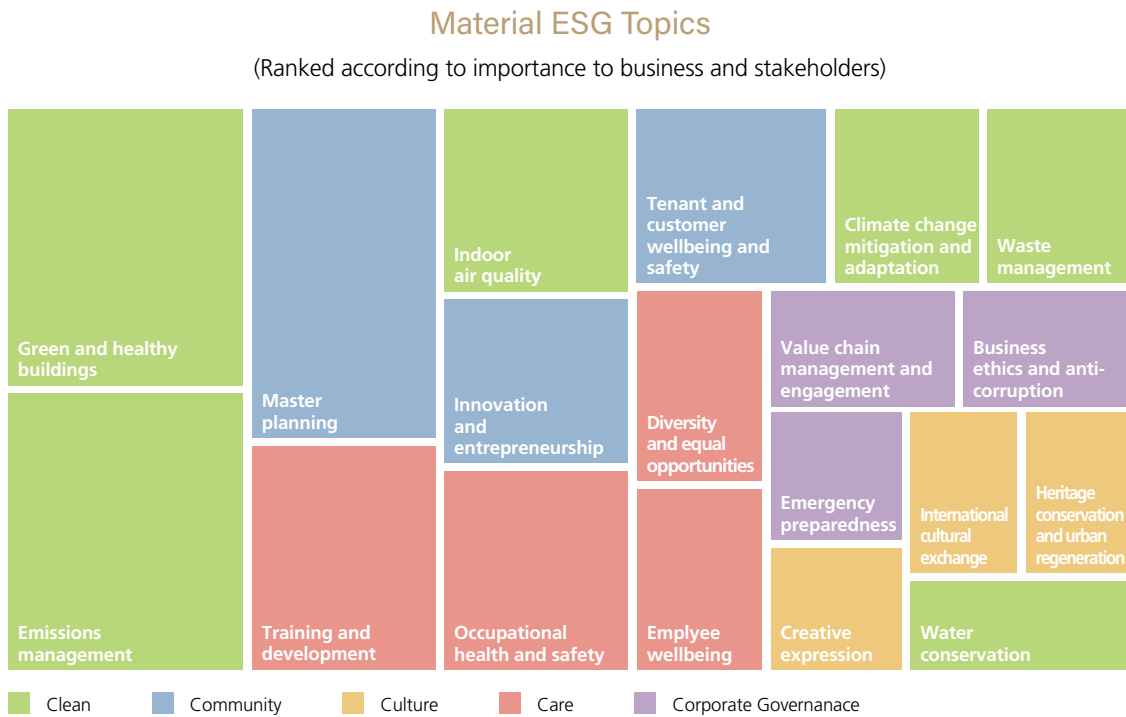 Material ESG Topics
(Ranked according to importance to business and stakeholders)
Green and healthy
buildings
Emissions
management
Master
planning
Training and
development
Indoor
air quality
Innovation
and
entrepreneurship
Occupational
health and safety
Tenant and
customer
wellbeing and
safety
Climate change
mitigation and
adaptation
Waste
management
Diversity
and equal
opportunities
Emplyee
wellbeing
Value chain
management and
engagement
Business
ethics and anti-
corruption
Emergency
preparedness
International
cultural
exchange
Heritage
conservation
and urban
regeneration
Creative
expression
Water
conservation
Clean
Community
Culture
Care
Corporate Governanace